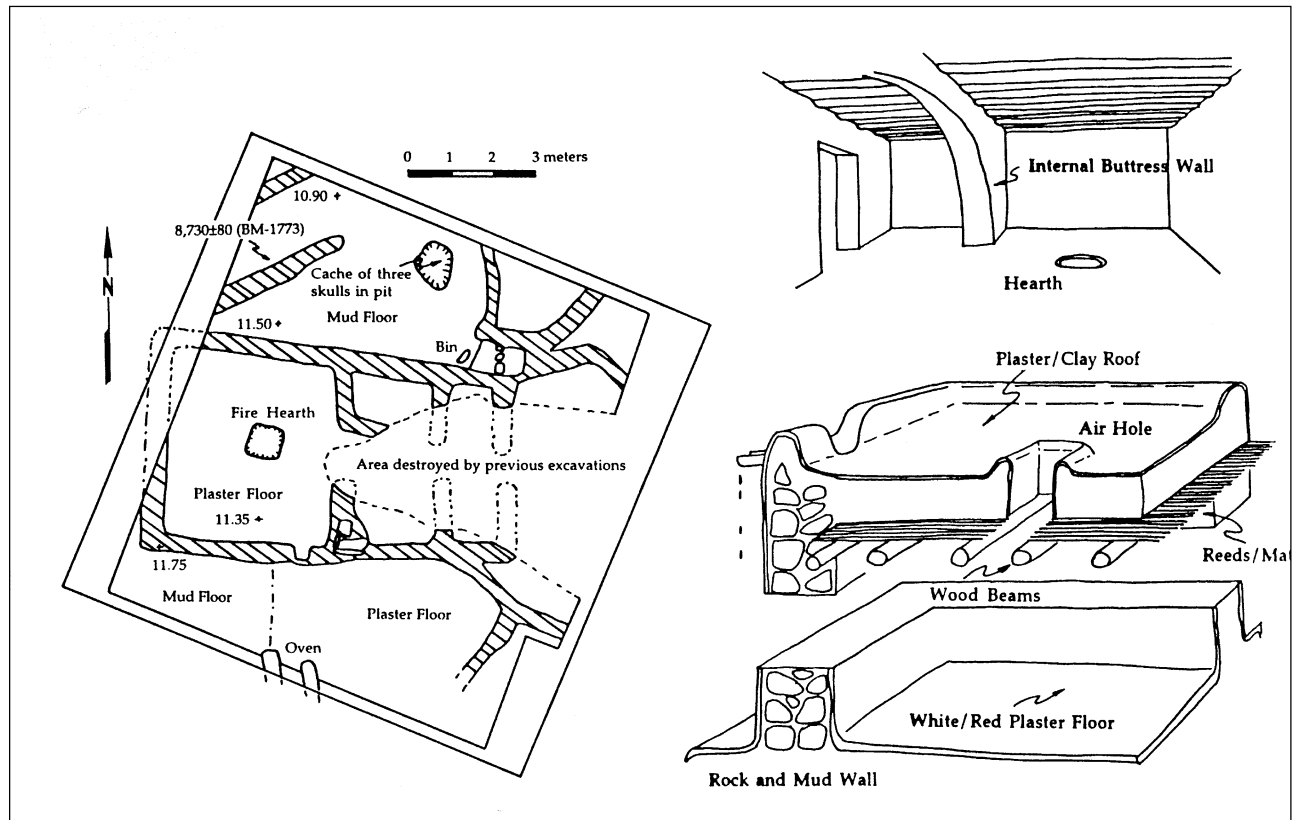 0 1 2 3 meters
10.90
8,730±80 (BM-1773)
N
Cache of three
skulls in pit
Mud Floor
11.50
Bin
Fire Hearth
Area destroyed by previous excavations
Plaster Floor
11.35
11.75
Mud Floor
Plaster Floor
Oven
Internal Buttress Wall
Hearth
Plaster/Clay Roof
Air Hole
Reeds/Mat
Wood Beams
White/Red Plaster Floor
Rock and Mud Wall